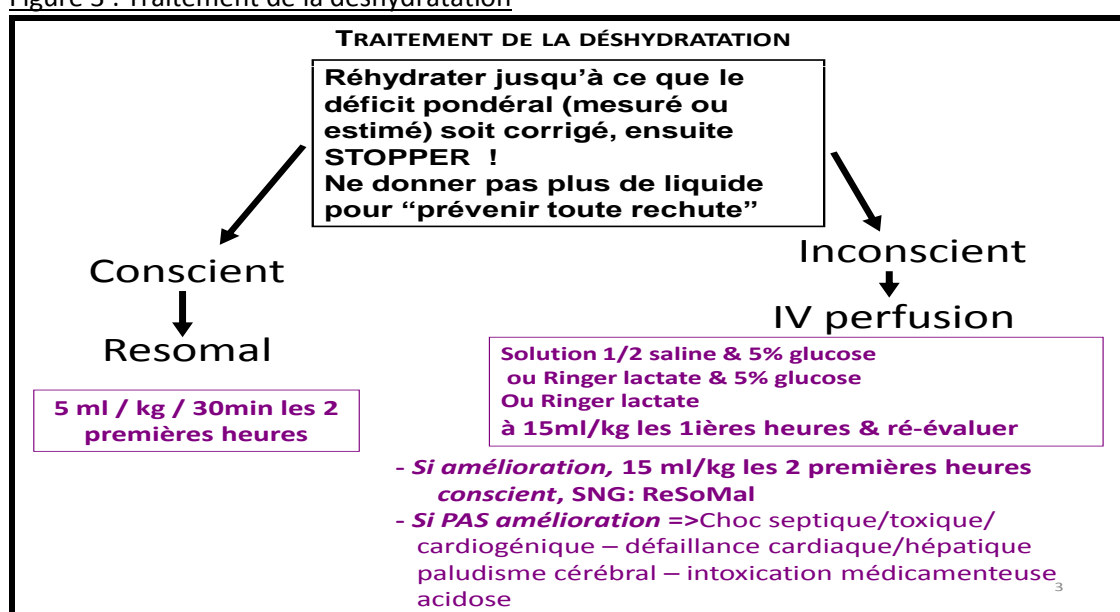 Figure 3 : Traitement de la déshydratation
TRAITEMENT DE LA DÉSHYDRATATION
Réhydrater jusqu’à ce que le
déficit pondéral (mesuré ou
estimé) soit corrigé, ensuite
STOPPER !
Ne donner pas plus de liquide
pour “prévenir toute rechute”
Conscient
Resomal
5 ml / kg / 30min les 2
premières heures
Inconscient
IV perfusion
Solution 1/2 saline & 5% glucose
ou Ringer lactate & 5% glucose
Ou Ringer lactate
à 15ml/kg les 1ières heures & ré-évaluer
- Si amélioration, 15 ml/kg les 2 premières heures
conscient, SNG: ReSoMal
- Si PAS amélioration =>Choc septique/toxique/
cardiogénique – défaillance cardiaque/hépatique
paludisme cérébral – intoxication médicamenteuse
acidose
3